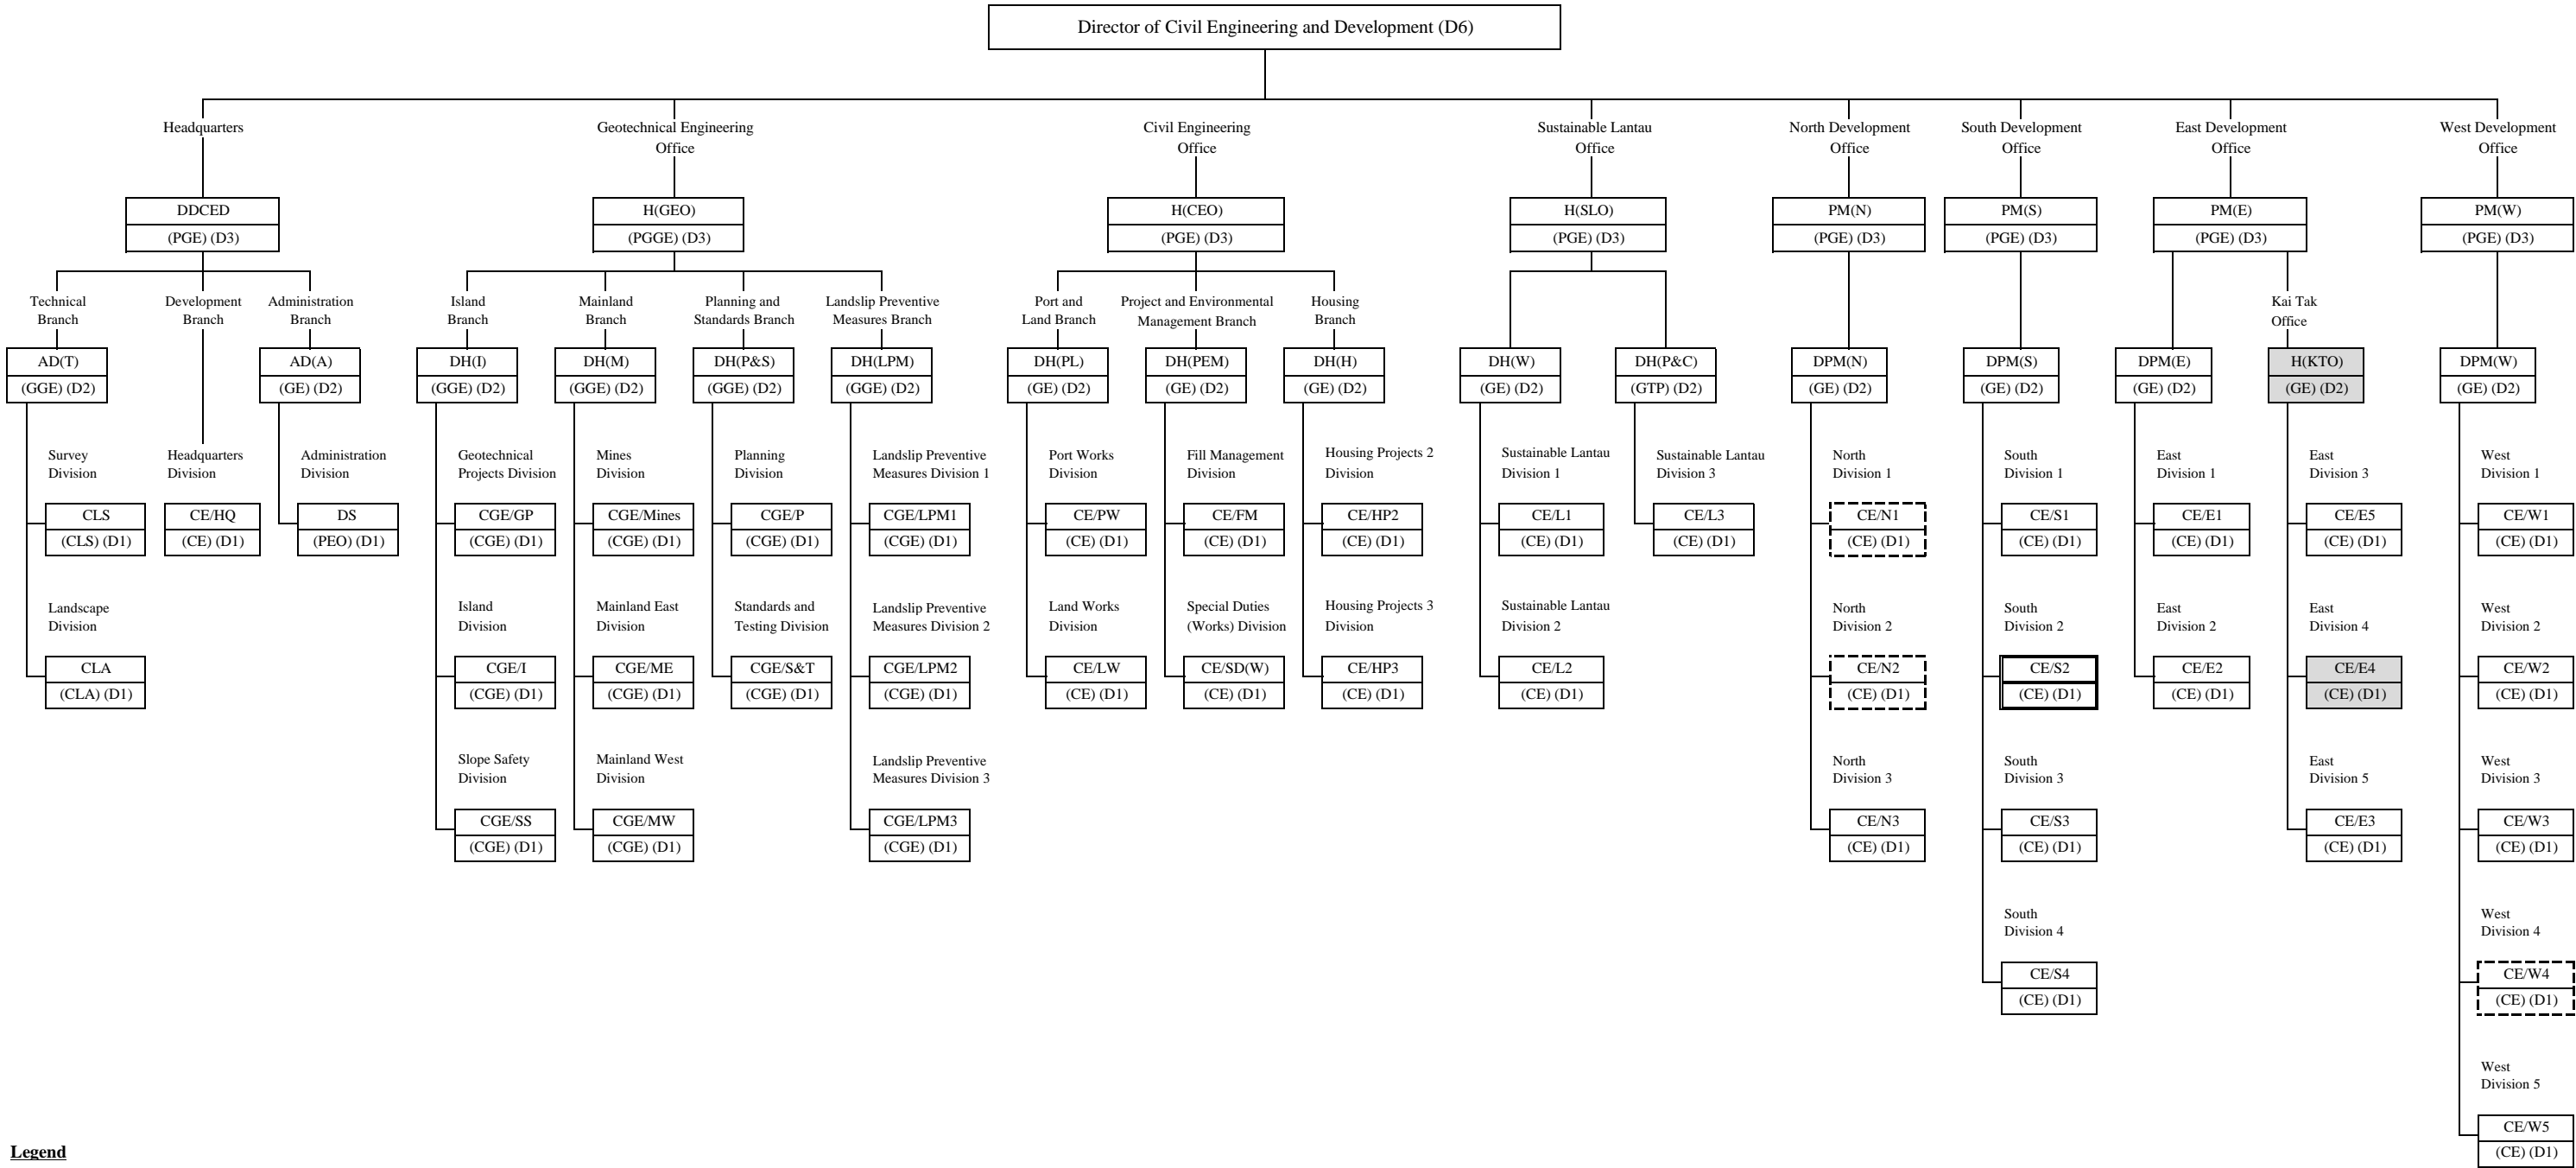 Director of Civil Engineering and Development (D6)
Headquarters
Geotechnical Engineering
Office
Civil Engineering
Office
Sustainable Lantau
Office
North Development
Office
South Development
Office
East Development
Office
West Development
Office
DDCED
(PGE) (D3)
H(GEO)
(PGGE) (D3)
H(CEO)
(PGE) (D3)
H(SLO)
(PGE) (D3)
PM(N)
(PGE) (D3)
PM(S)
(PGE) (D3)
PM(E)
(PGE) (D3)
PM(W)
(PGE) (D3)
Technical
Branch
Development
Branch
Administration
Branch
Island
Branch
Mainland
Branch
Planning and
Standards Branch
Landslip Preventive
Measures Branch
Port and
Land Branch
Project and Environmental
Management Branch
Housing
Branch
Kai Tak
Office
AD(T)
(GGE) (D2)
AD(A)
(GE) (D2)
DH(I)
(GGE) (D2)
DH(M)
(GGE) (D2)
DH(P&S)
(GGE) (D2)
DH(LPM)
(GGE) (D2)
DH(PL)
(GE) (D2)
DH(PEM)
(GE) (D2)
DH(H)
(GE) (D2)
DH(W)
(GE) (D2)
DH(P&C)
(GTP) (D2)
DPM(N)
(GE) (D2)
DPM(S)
(GE) (D2)
DPM(E)
(GE) (D2)
H(KTO)
(GE) (D2)
DPM(W)
(GE) (D2)
Survey
Division
Headquarters
Division
Administration
Division
Geotechnical
Projects Division
Mines
Division
Planning
Division
Landslip Preventive
Measures Division 1
Port Works
Division
Fill Management
Division
Housing Projects 2
Division
Sustainable Lantau
Division 1
Sustainable Lantau
Division 3
North
Division 1
South
Division 1
East
Division 1
East
Division 3
West
Division 1
CLS
(CLS) (D1)
CE/HQ
(CE) (D1)
DS
(PEO) (D1)
CGE/GP
(CGE) (D1)
CGE/Mines
(CGE) (D1)
CGE/P
(CGE) (D1)
CGE/LPM1
(CGE) (D1)
CE/PW
(CE) (D1)
CE/FM
(CE) (D1)
CE/HP2
(CE) (D1)
CE/L1
(CE) (D1)
CE/L3
(CE) (D1)
CE/N1
(CE) (D1)
CE/S1
(CE) (D1)
CE/E1
(CE) (D1)
CE/E5
(CE) (D1)
CE/W1
(CE) (D1)
Landscape
Division
Island
Division
Mainland East
Division
Standards and
Testing Division
Landslip Preventive
Measures Division 2
Land Works
Division
Special Duties
(Works) Division
Housing Projects 3
Division
Sustainable Lantau
Division 2
North
Division 2
South
Division 2
East
Division 2
East
Division 4
West
Division 2
CLA
(CLA) (D1)
CGE/I
(CGE) (D1)
CGE/ME
(CGE) (D1)
CGE/S&T
(CGE) (D1)
CGE/LPM2
(CGE) (D1)
CE/LW
(CE) (D1)
CE/SD(W)
(CE) (D1)
CE/HP3
(CE) (D1)
CE/L2
(CE) (D1)
CE/N2
(CE) (D1)
CE/S2
(CE) (D1)
CE/E2
(CE) (D1)
CE/E4
(CE) (D1)
CE/W2
(CE) (D1)
Slope Safety
Division
Mainland West
Division
Landslip Preventive
Measures Division 3
North
Division 3
South
Division 3
East
Division 5
West
Division 3
CGE/SS
(CGE) (D1)
CGE/MW
(CGE) (D1)
CGE/LPM3
(CGE) (D1)
CE/N3
(CE) (D1)
CE/S3
(CE) (D1)
CE/E3
(CE) (D1)
CE/W3
(CE) (D1)
South
Division 4
West
Division 4
CE/S4
(CE) (D1)
CE/W4
(CE) (D1)
West
Division 5
CE/W5
(CE) (D1)
Legend